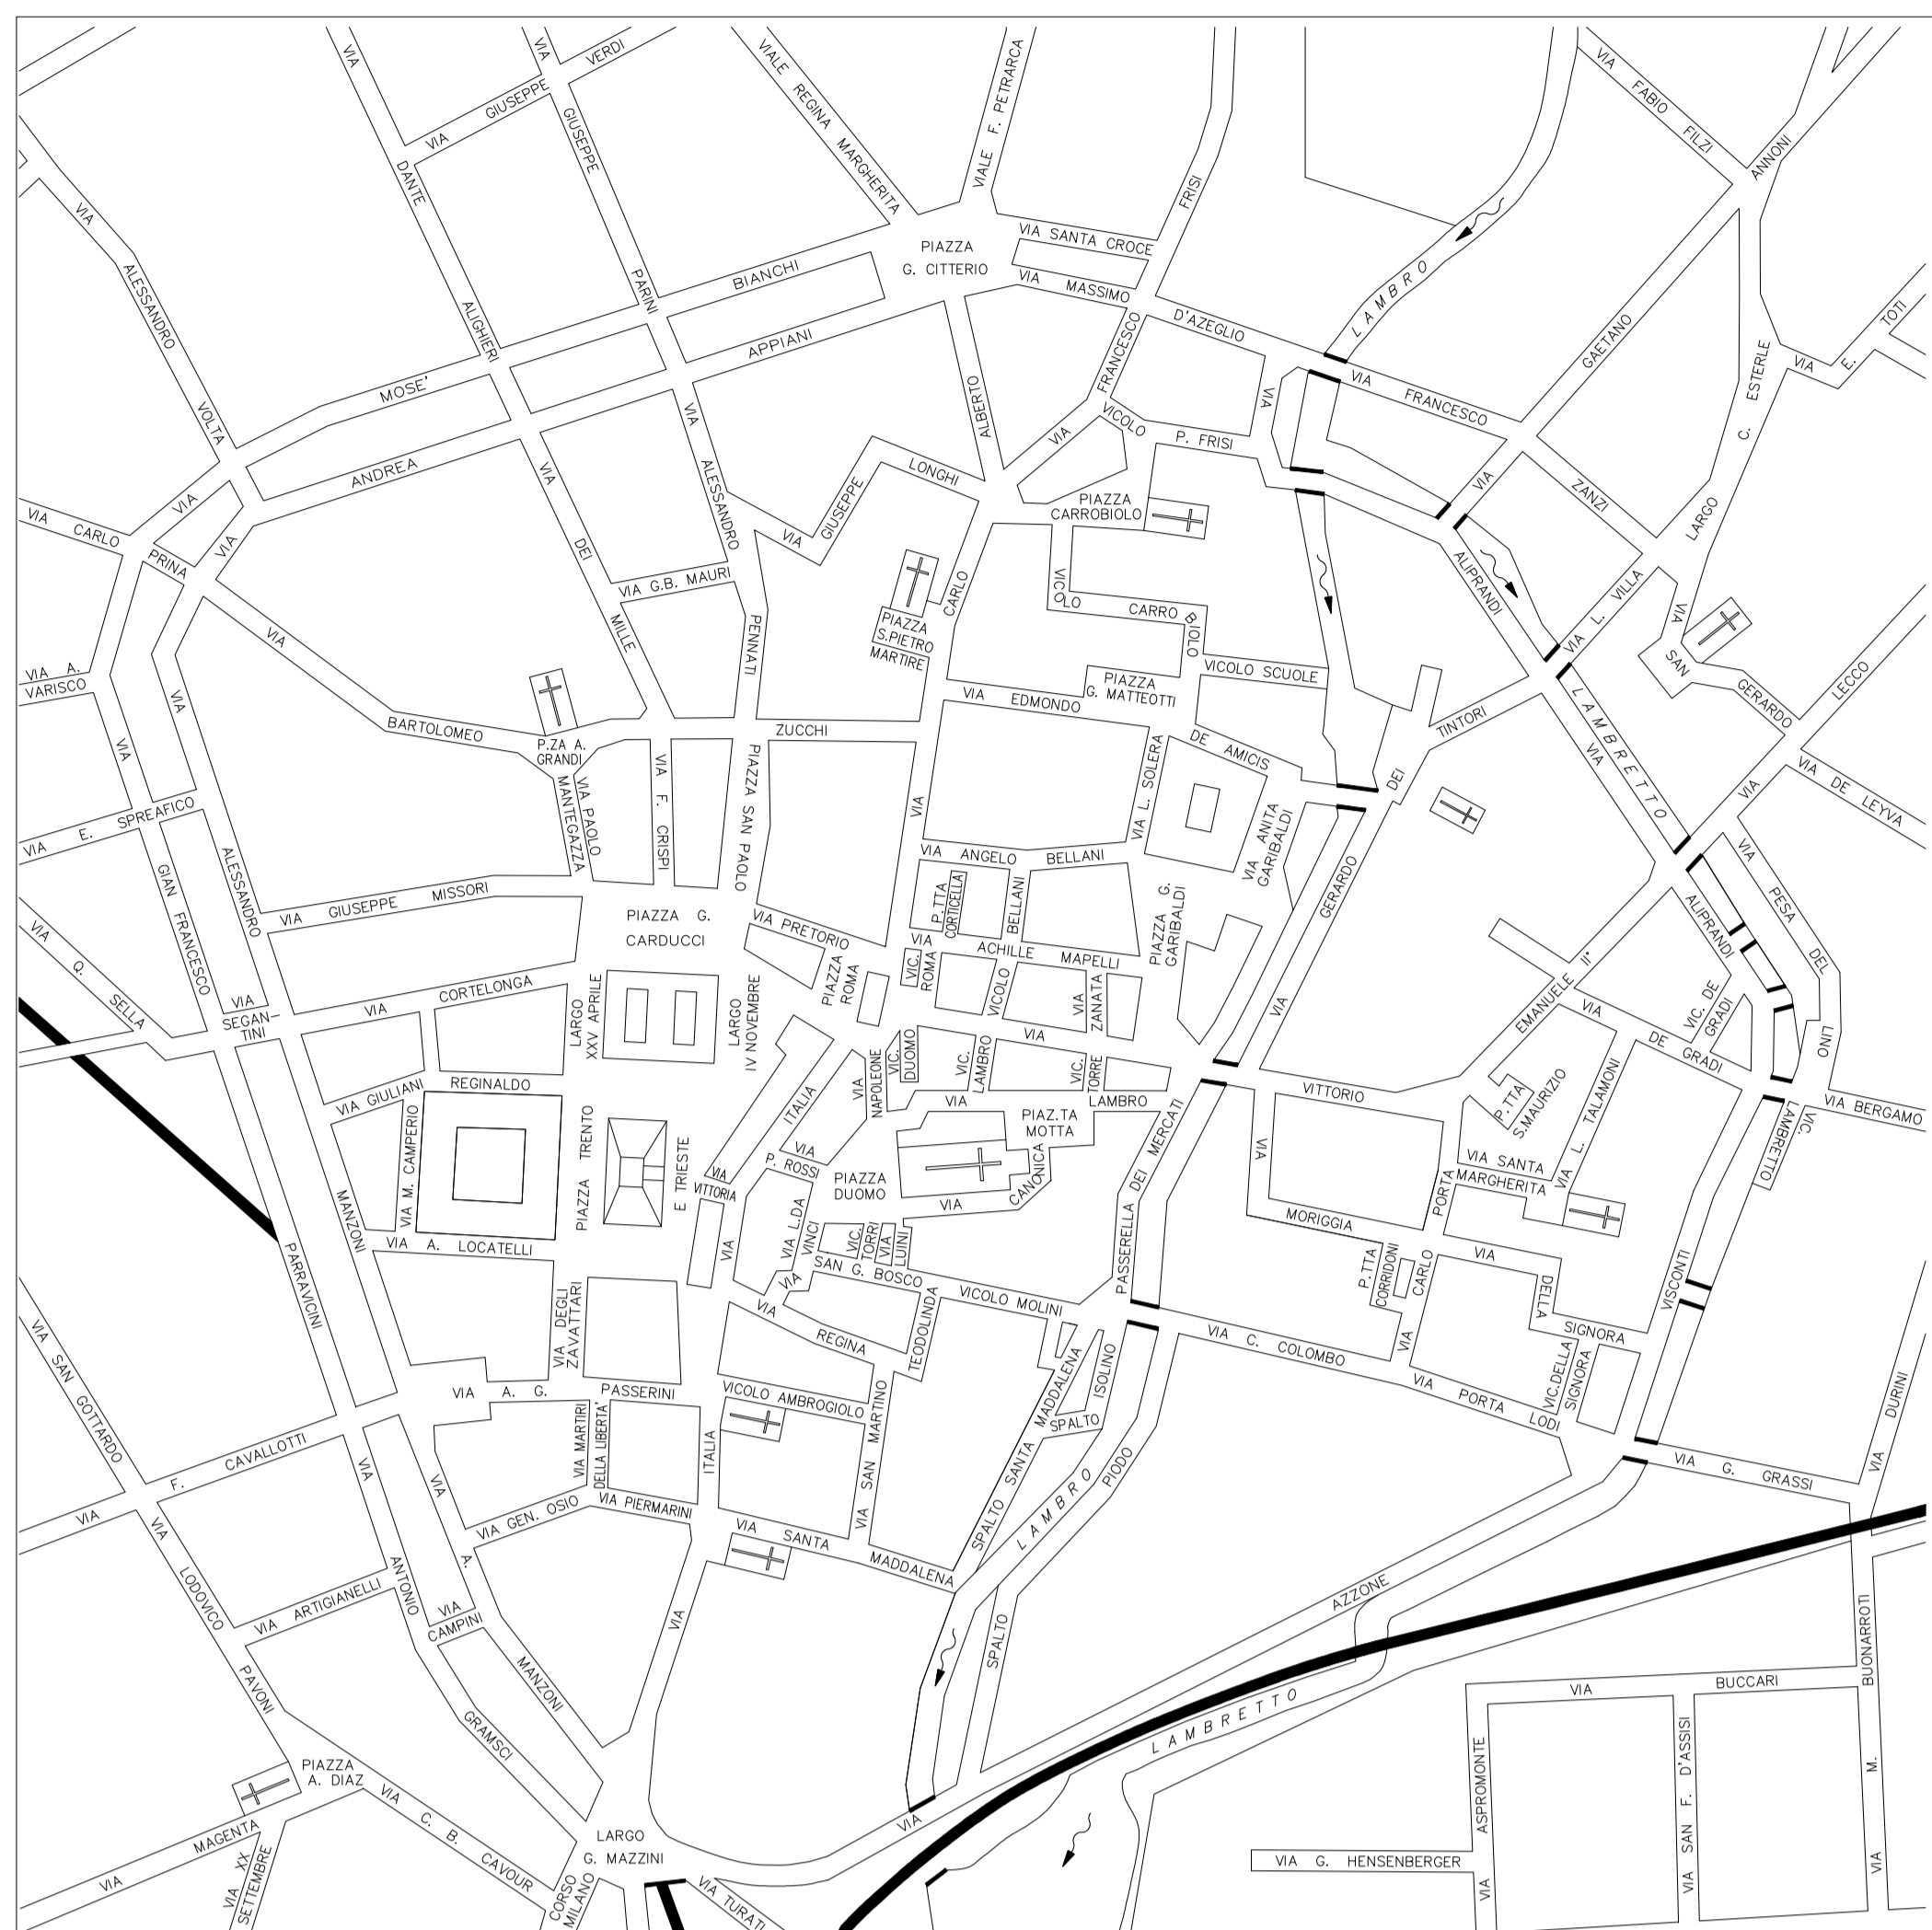 VIA
DANTE
ALIGHIERI
VIA
GIUSEPPE
PARINI
VIA
GIUSEPPE
VERDI
VIALE REGINA MARGHERITA
VIALE F. PETRARCA
FRISI
VIA
FABIO
FILZI
ANNONI
VIA
ALESSANDRO
VOLTA
PIAZZA
G. CITTERIO
VIA SANTA CROCE
VIA
MASSIMO
D'AZEGLIO
LAMBRO
BIANCHI
MOSE'
APPIANI
ANDREA
VIA
VIA
GAETANO
VIA
C. ESTERLE
LARGO
VIA
E.
TOTI
VIA
FRANCESCO
FRANCESCO
VIA
VIA
VICOLO
P. FRISI
ZANZI
ALBERTO
VIA
CARLO
PRINA
VIA
DEI
MILLE
VIA
ALESSANDRO
PENNATI
VIA G.B. MAURI
VIA
GIUSEPPE
LONGHI
PIAZZA
CARROBIOLO
PIAZZA
S.PIETRO
MARTIRE
CARLO
VIA
VICOLO
CARRO
BIOLO
VICOLO SCUOLE
PIAZZA
G. MATTEOTTI
ALIPRANDI
VIA L. VILLA
VIA
SAN
GERARDO
LECCO
VIA
VIA
DE
LEYVA
LAMBRETTO
VIA
ALIPRANDI
VIA
PESA
DEL
LINO
VIA A.
VARISCO
VIA
GIAN
FRANCESCO
VIA
ALESSANDRO
MANZONI
VIA
BARTOLOMEO
ZUCCHI
P.ZA A.
GRANDI
VIA PAOLO
MANTEGAZZA
VIA F. CRISPI
PIAZZA SAN PAOLO
VIA
EDMONDO
DE AMICIS
VIA L. SOLERA
VIA ANITA
GARIBALDI
TINTORI
DEI
GERARDO
VIA
VIA E. SPREAFICO
VIA GIUSEPPE MISSORI
PIAZZA G.
CARDUCCI
VIA PRETORIO
PIAZZA
ROMA
VIA ANGELO BELLANI
P.TTA
CORTICELLA
BELLANI
VIA
ACHILLE
MAPELLI
VIC.
ROMA
VICOLO
VIA
ZANATA
PIAZZA G.
GARIBALDI
VIA
Q.
SELLA
VIA
SEGAN-
TINI
VIA
CORTELONGA
LARGO
XXV APRILE
LARGO
IV NOVEMBRE
VIC.
DUOMO
VIC.
LAMBRO
VIA
VIC.
TORRE
VIA
LAMBRO
VIA
NAPOLEONE
VIA GIULIANI
REGINALDO
VIA M. CAMPERIO
PIAZZA TRENTO
E TRIESTE
ITALIA
VIA
VIA
VITTORIA
VIA
P. ROSSI
PIAZZA
DUOMO
PIAZ.TA
MOTTA
VIA
CANONICA
VIA
VITTORIO
EMANUELE II°
VIA
DE GRADI
VIC. DE
GRADI
P.TTA
S.MAURIZIO
VIA L. TALAMONI
VIA SANTA
MARGHERITA
VIA BERGAMO
VIC.
LAMBRETTO
VIA
MORIGGIA
PORTA
VIA
DELLA
SIGNORA
P.TTA
CORRIDONI
CARLO
VIA
VISCONTI
VIA A. LOCATELLI
VIA L.DA
VINCI
VIC.
TORRI
VIA
LUINI
VIA
SAN G. BOSCO
VICOLO MOLINI
PASSERELLA DEI MERCATI
PARRAVICINI
VIA DEGLI
ZAVATTARI
VIA
REGINA
TEODOLINDA
VIA C. COLOMBO
VIA
PORTA
LODI
VIC.DELLA
SIGNORA
VIA A. G. PASSERINI
VICOLO AMBROGIOLO
VIA MARTIRI
DELLA LIBERTA'
ITALIA
VIA
VIA SAN MARTINO
SPALTO SANTA MADDALENA
SPALTO
ISOLINO
LAMBRO
PIODO
SPALTO
VIA SAN GOTTARDO
VIA
F. CAVALLOTTI
VIA GEN. OSIO
VIA PIERMARINI
VIA
SANTA
MADDALENA
VIA G. GRASSI
VIA
DURINI
VIA
LODOVICO
PAVONI
VIA
ANTONIO
GRAMSCI
VIA
A.
MANZONI
VIA ARTIGIANELLI
VIA
CAMPINI
AZZONE
VIA
LAMBRETTO
PIAZZA
A. DIAZ
VIA C. B. CAVOUR
VIA
MAGENTA
VIA XX
SETTEMBRE
LARGO
G. MAZZINI
CORSO
MILANO
VIA TURATI
VIA G. HENSENBERGER
VIA
ASPROMONTE
VIA
BUCCARI
VIA SAN F. D'ASSISI
VIA
M.
BUONARROTI